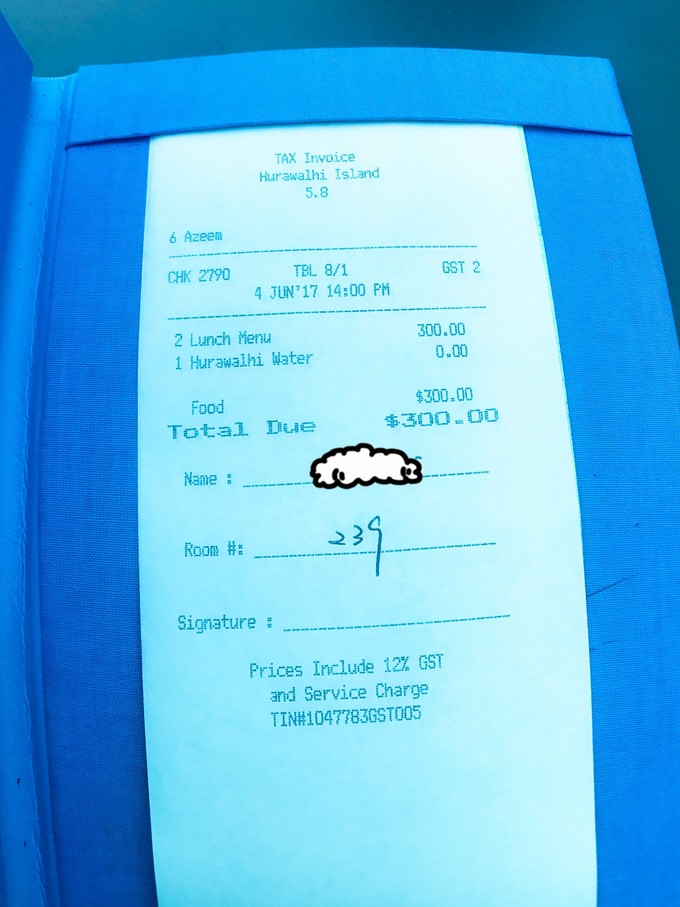 TAX Invoice
Hurawalhi Island
5.8
6 Azeem
CHK 2790 TBL 8/1 GST 2
4 JUN'17 14:00 PM
2 Lunch Menu 300.00
1 Hurawalhi Water 0.00
Food $300.00
Total Due $300.00
Name :
Room #: 239
Signature :
Prices Include 12% GST
and Service Charge
TIN#1047783GST005